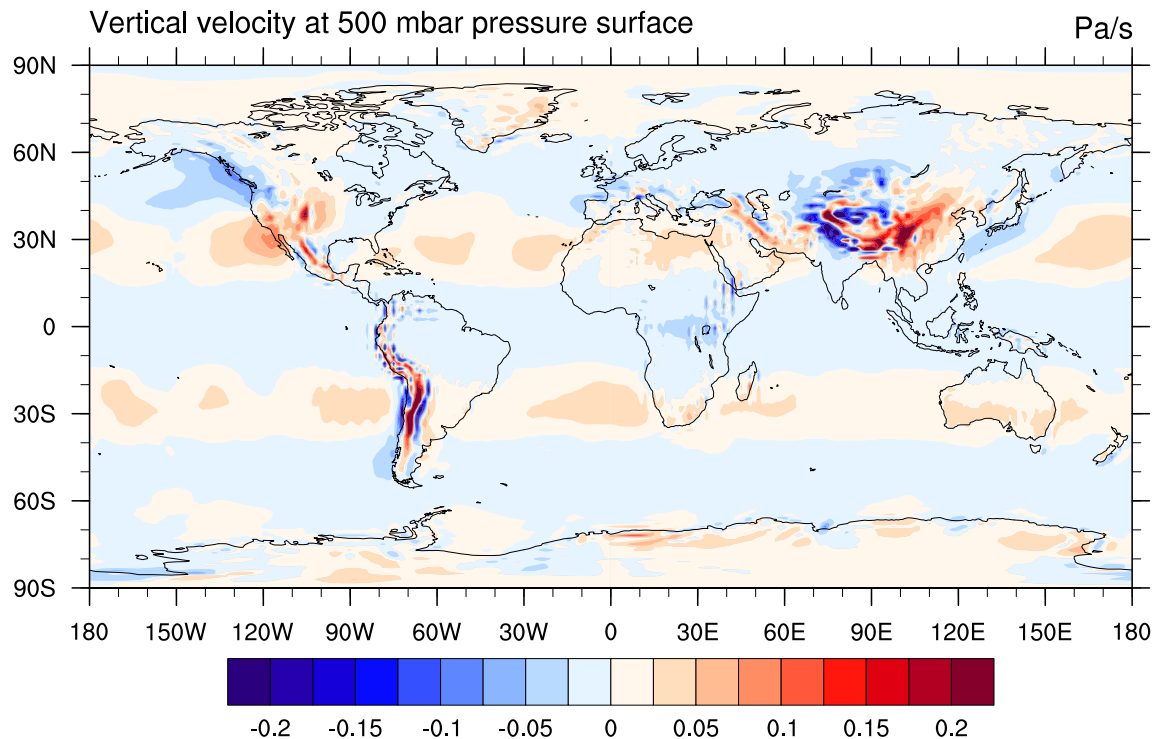 Vertical velocity at 500 mbar pressure surface Pa/s
90N
60N
30N
0
30S
60S
90S
180 150W 120W 90W 60W 30W 0 30E 60E 90E 120E 150E 180
-0.2 -0.15 -0.1 -0.05 0 0.05 0.1 0.15 0.2